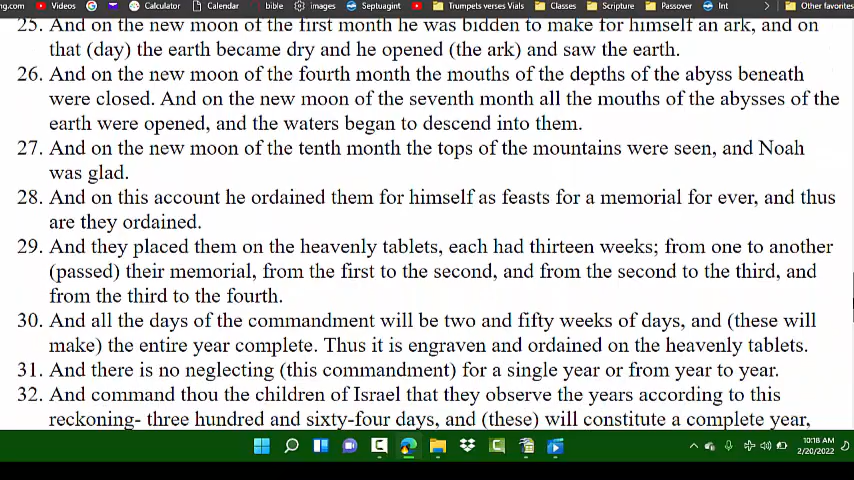 ng.com Videos Calculator Calendar bible images Septuagint Trumpets verses Vials Classes Scripture Passover Int Other favorites
25. And on the new moon of the first month he was bidden to make for himself an ark, and on
that (day) the earth became dry and he opened (the ark) and saw the earth.
26. And on the new moon of the fourth month the mouths of the depths of the abyss beneath
were closed. And on the new moon of the seventh month all the mouths of the abysses of the
earth were opened, and the waters began to descend into them.
27. And on the new moon of the tenth month the tops of the mountains were seen, and Noah
was glad.
28. And on this account he ordained them for himself as feasts for a memorial for ever, and thus
are they ordained.
29. And they placed them on the heavenly tablets, each had thirteen weeks; from one to another
(passed) their memorial, from the first to the second, and from the second to the third, and
from the third to the fourth.
30. And all the days of the commandment will be two and fifty weeks of days, and (these will
make) the entire year complete. Thus it is engraven and ordained on the heavenly tablets.
31. And there is no neglecting (this commandment) for a single year or from year to year.
32. And command thou the children of Israel that they observe the years according to this
reckoning- three hundred and sixty-four days, and (these) will constitute a complete year,
10:18 AM
2/20/2022